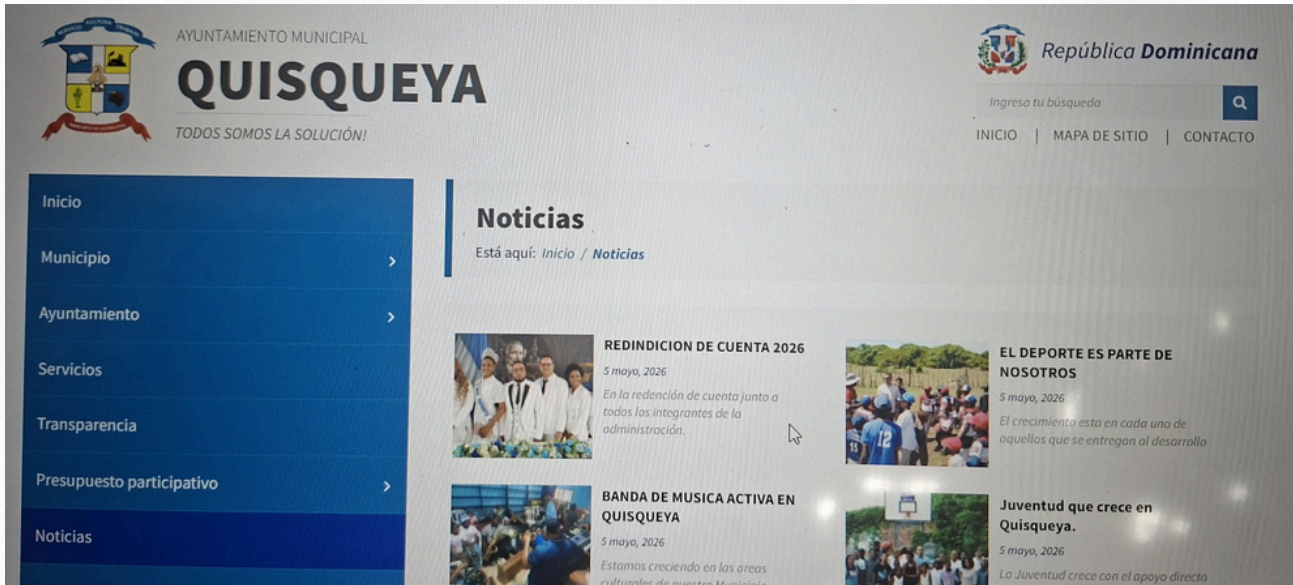 AYUNTAMIENTO MUNICIPAL
QUISQUEYA
TODOS SOMOS LA SOLUCIÓN!
República Dominicana
Ingresa tu búsqueda
INICIO | MAPA DE SITIO | CONTACTO
Inicio
Municipio
Ayuntamiento
Servicios
Transparencia
Presupuesto participativo
Noticias
Noticias
Está aquí: Inicio / Noticias
REDINDICION DE CUENTA 2026
5 mayo, 2026
En la redención de cuenta junto a
todos los integrantes de la
administración.
EL DEPORTE ES PARTE DE
NOSOTROS
5 mayo, 2026
El crecimiento esta en cada uno de
aquellos que se entregan al desarrollo
BANDA DE MUSICA ACTIVA EN
QUISQUEYA
5 mayo, 2026
Estamos creciendo en las areas
culturales de nuestro Municipio
Juventud que crece en
Quisqueya.
5 mayo, 2026
La Juventud crece con el apoyo directo
12